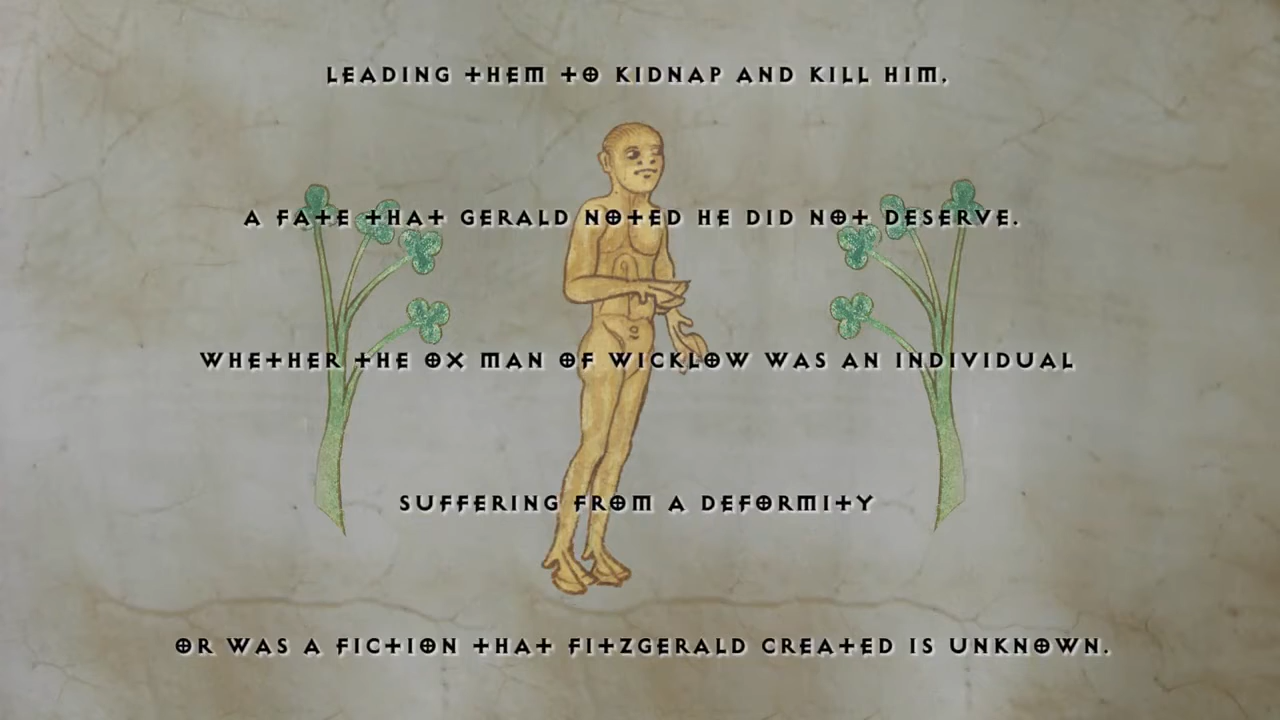 LEADING THEM TO KIDNAP AND KILL HIM,
A FATE THAT GERALD NOTED HE DID NOT DESERVE.
WHETHER THE OX MAN OF WICKLOW WAS AN INDIVIDUAL
SUFFERING FROM A DEFORMITY
OR WAS A FICTION THAT FITZGERALD CREATED IS UNKNOWN.